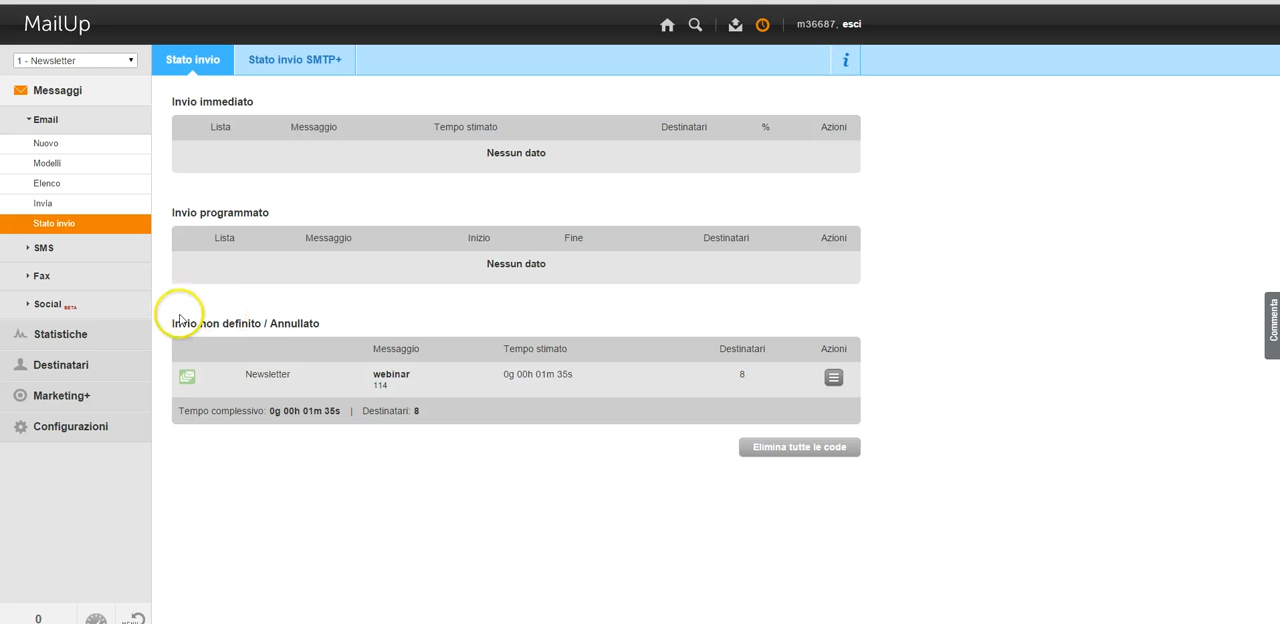 MailUp
m36687, esci
1 - Newsletter
Stato invio
Stato invio SMTP+
i
Messaggi
Email
Nuovo
Modelli
Elenco
Invia
Stato invio
SMS
Fax
Social BETA
Statistiche
Destinatari
Marketing+
Configurazioni
0
MENU
Invio immediato
Lista Messaggio Tempo stimato Destinatari % Azioni
Nessun dato
Invio programmato
Lista Messaggio Inizio Fine Destinatari Azioni
Nessun dato
Invio non definito / Annullato
Messaggio Tempo stimato Destinatari Azioni
Newsletter webinar 0g 00h 01m 35s 8
114
Tempo complessivo: 0g 00h 01m 35s | Destinatari: 8
Elimina tutte le code
Commenta